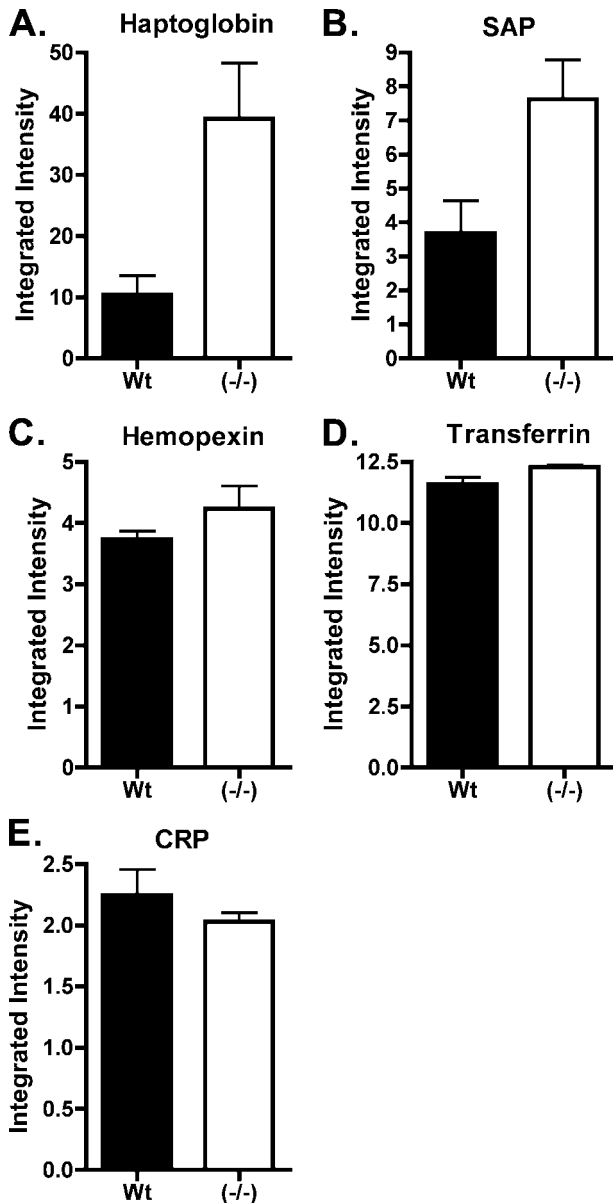 A. Haptoglobin
Integrated Intensity
50
40
30
20
10
0
Wt (-/-)
B. SAP
Integrated Intensity
9
8
7
6
5
4
3
2
1
0
Wt (-/-)
C. Hemopexin
Integrated Intensity
5
4
3
2
1
0
Wt (-/-)
D. Transferrin
Integrated Intensity
12.5
10.0
7.5
5.0
2.5
0.0
Wt (-/-)
E. CRP
Integrated Intensity
2.5
2.0
1.5
1.0
0.5
0.0
Wt (-/-)